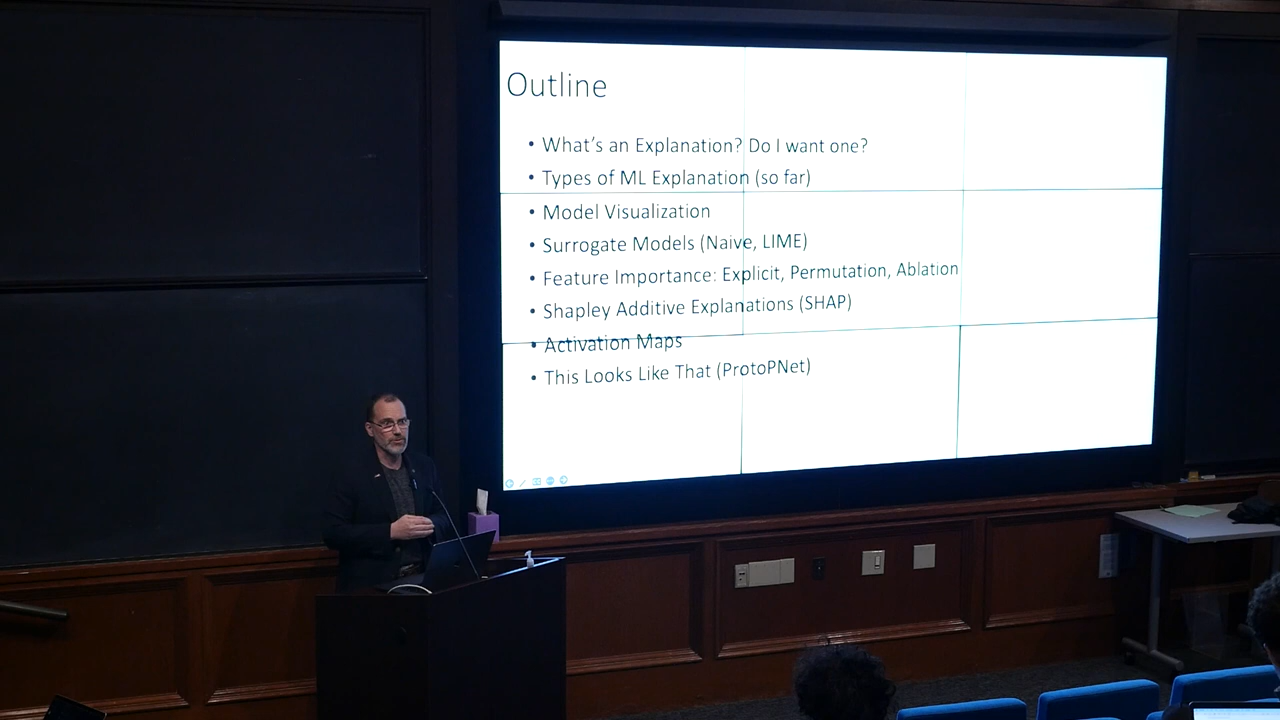 Outline
• What's an Explanation? Do I want one?
• Types of ML Explanation (so far)
• Model Visualization
• Surrogate Models (Naive, LIME)
• Feature Importance: Explicit, Permutation, Ablation
• Shapley Additive Explanations (SHAP)
• Activation Maps
• This Looks Like That (ProtoPNet)